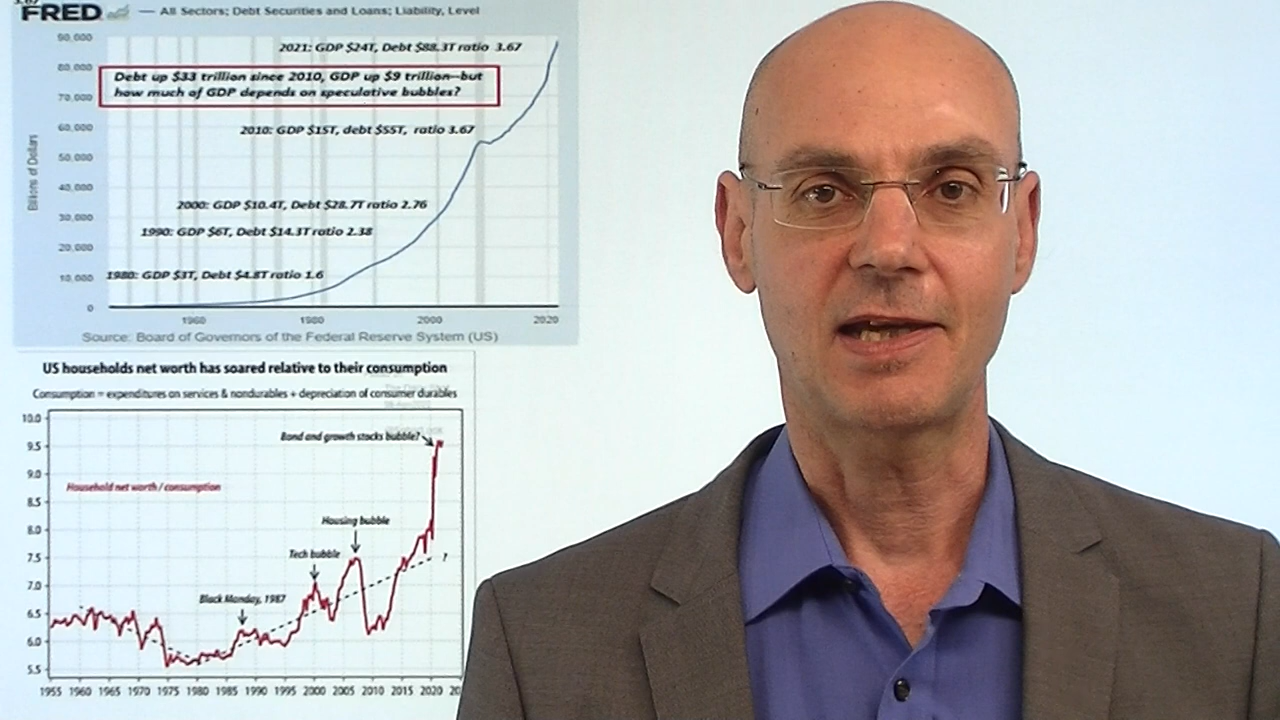 3.67
FRED — All Sectors; Debt Securities and Loans; Liability, Level
90,000
2021: GDP $24T, Debt $88.3T ratio 3.67
80,000
Debt up $33 trillion since 2010, GDP up $9 trillion—but
how much of GDP depends on speculative bubbles?
70,000
60,000
2010: GDP $15T, debt $55T, ratio 3.67
50,000
40,000
2000: GDP $10.4T, Debt $28.7T ratio 2.76
30,000
1990: GDP $6T, Debt $14.3T ratio 2.38
20,000
1980: GDP $3T, Debt $4.8T ratio 1.6
10,000
0
Billions of Dollars
1960 1980 2000 2020
Source: Board of Governors of the Federal Reserve System (US)
US households net worth has soared relative to their consumption
Consumption = expenditures on services & nondurables + depreciation of consumer durables
10.0
Bond and growth stocks bubble?
9.5
9.0
Household net worth / consumption
8.5
8.0
Housing bubble
7.5
Tech bubble
?
7.0
Black Monday, 1987
6.5
6.0
5.5
1955 1960 1965 1970 1975 1980 1985 1990 1995 2000 2005 2010 2015 2020 20